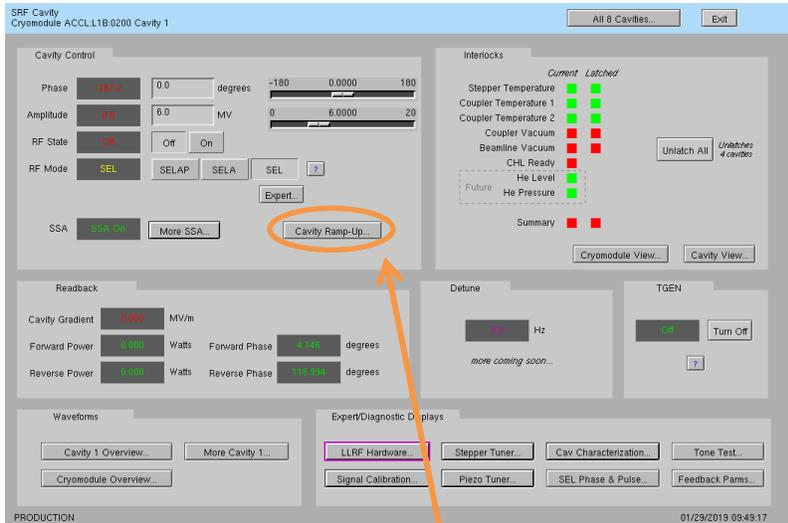 SRF Cavity
Cryomodule ACCL:L1B:0200 Cavity 1
All 8 Cavities...
Exit
Cavity Control
Phase -187.2 0.0 degrees -180 0.0000 180
Amplitude 0.0 6.0 MV 0 6.0000 20
RF State Off Off On
RF Mode SEL SELAP SELA SEL ?
Expert...
SSA SSA On More SSA... Cavity Ramp-Up...
Interlocks
Current Latched
Stepper Temperature
Coupler Temperature 1
Coupler Temperature 2
Coupler Vacuum
Beamline Vacuum
CHL Ready
Future
He Level
He Pressure
Summary
Unlatch All
Unlatches
4 cavities
Cryomodule View... Cavity View...
Readback
Cavity Gradient 0.000 MV/m
Forward Power 0.000 Watts Forward Phase 4.146 degrees
Reverse Power 0.000 Watts Reverse Phase 118.994 degrees
Detune
Hz
more coming soon...
TGEN
Off Turn Off
?
Waveforms
Cavity 1 Overview... More Cavity 1...
Cryomodule Overview...
Expert/Diagnostic Displays
LLRF Hardware... Stepper Tuner... Cav Characterization... Tone Test...
Signal Calibration... Piezo Tuner... SEL Phase & Pulse... Feedback Parms...
PRODUCTION
01/29/2019 09:49:17